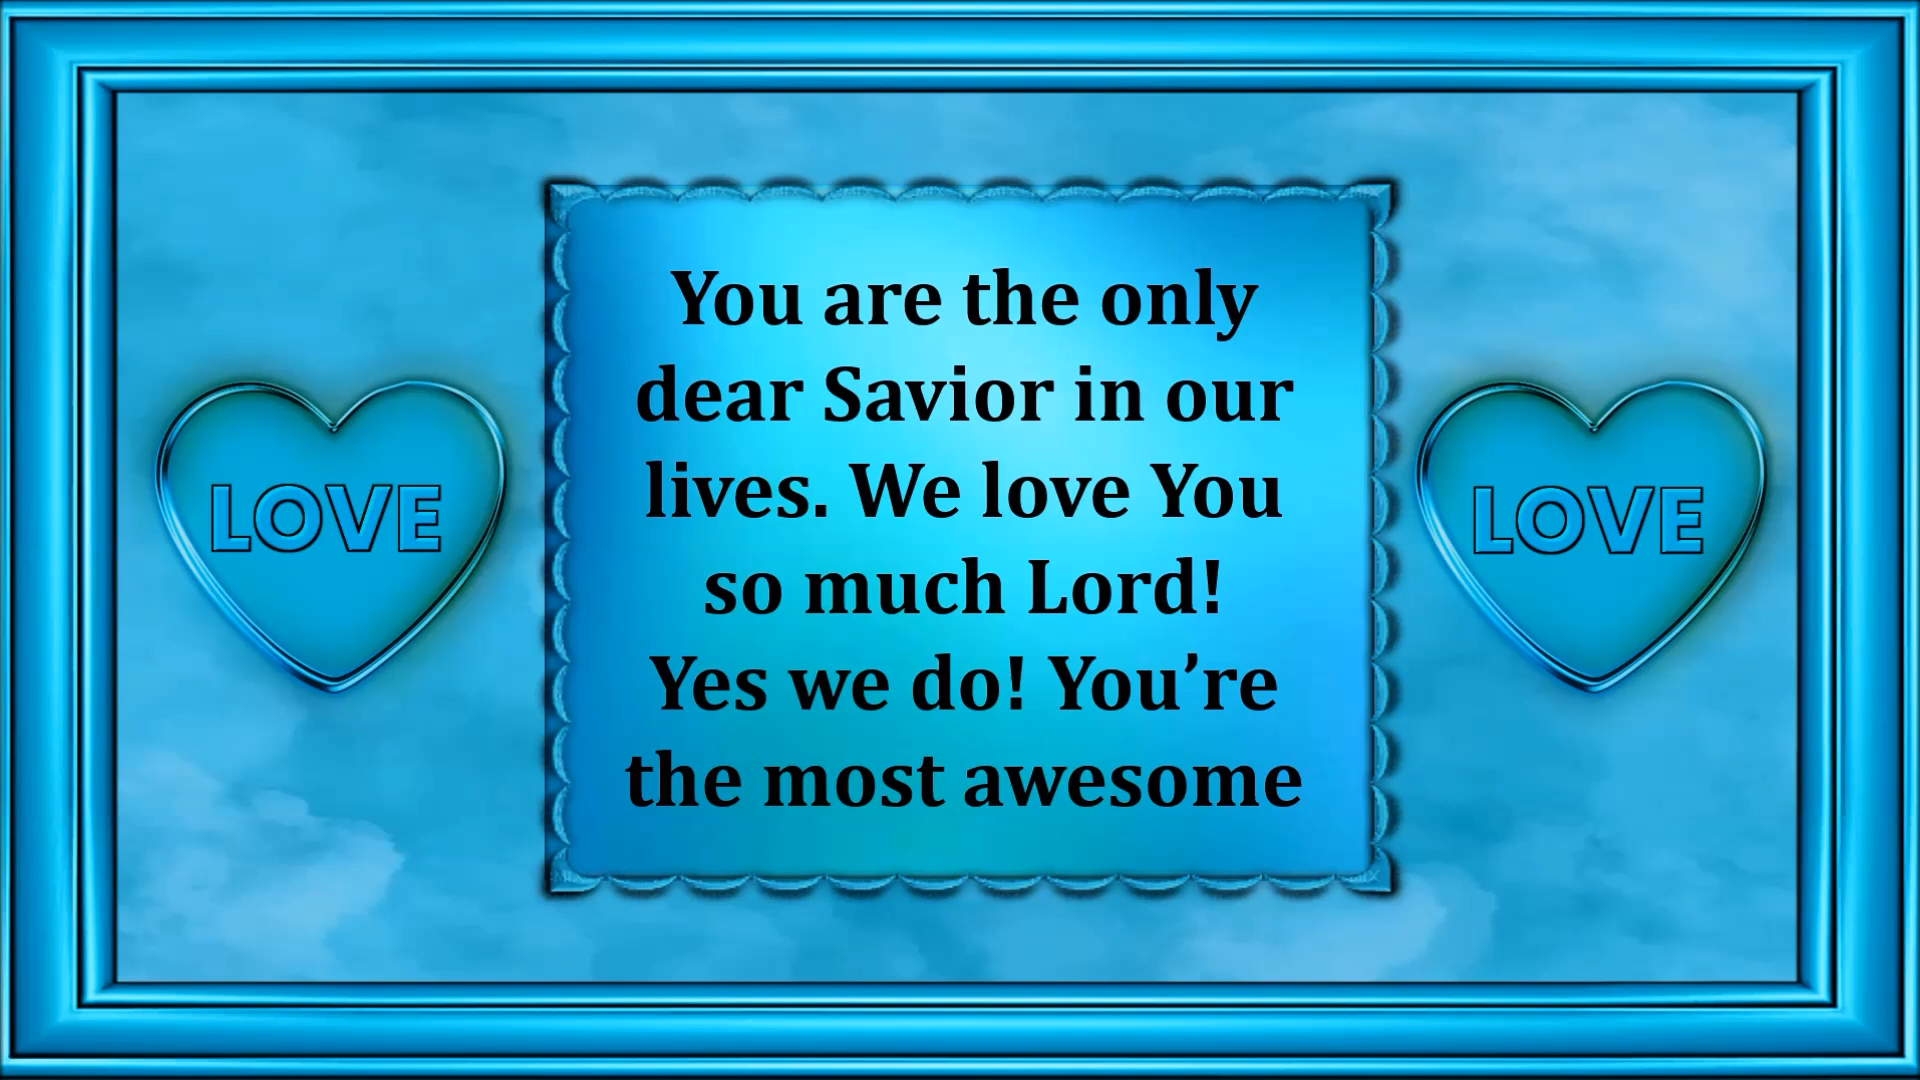 You are the only
dear Savior in our
lives. We love You
so much Lord!
Yes we do! You’re
the most awesome
LOVE
LOVE